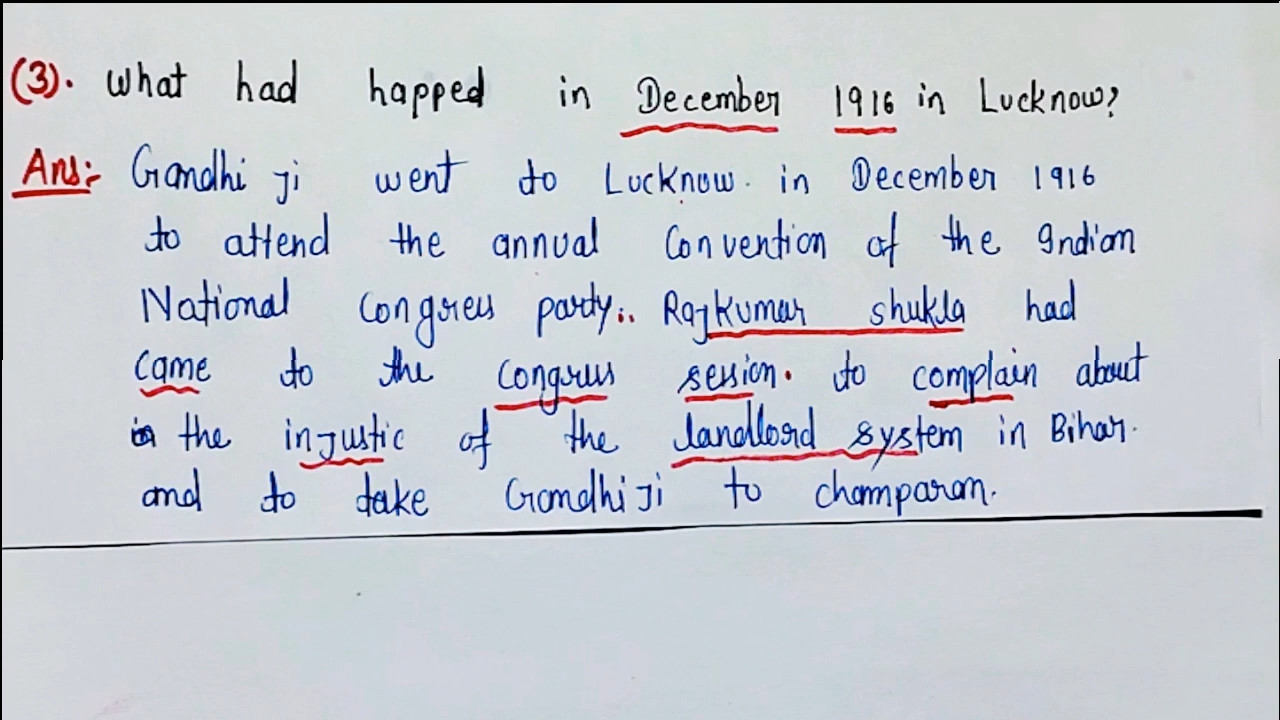 (3). What had happed in December 1916 in Lucknow?
Ans:- Gandhi ji went to Lucknow. in December 1916
to attend the annual Convention of the Indian
National Congress party.. Rajkumar shukla had
came to the congress session. to complain about
the injustic of the landlord system in Bihar.
and to take Gandhi Ji to champaran.